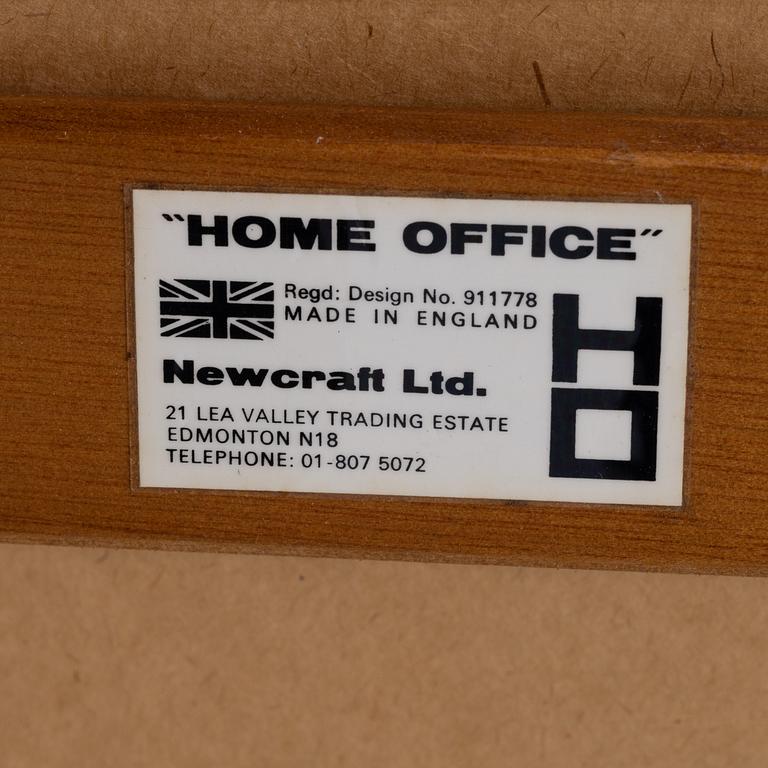 "HOME OFFICE"
Regd: Design No. 911778
MADE IN ENGLAND
HO
Newcraft Ltd.
21 LEA VALLEY TRADING ESTATE
EDMONTON N18
TELEPHONE: 01-807 5072